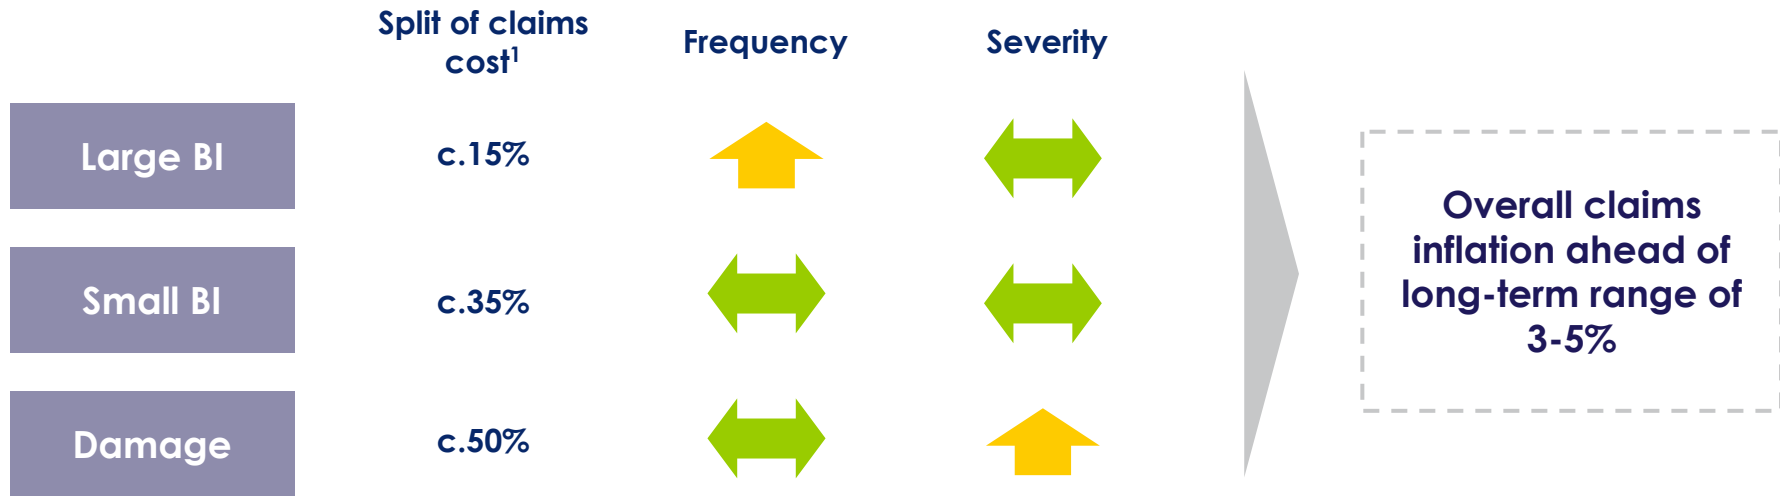 Split of claims
cost1
Frequency
Severity
Large BI
c.15%
Small BI
c.35%
Damage
c.50%
Overall claims
inflation ahead of
long-term range of
3-5%